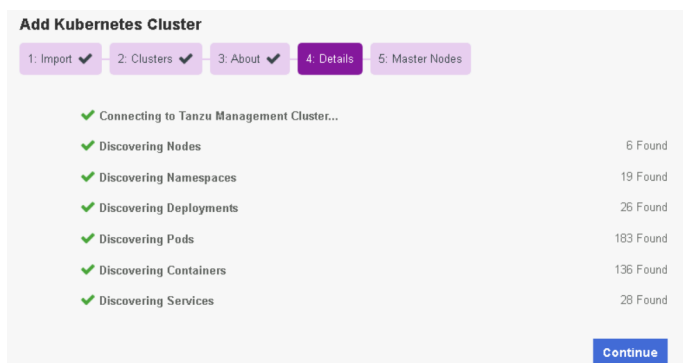 Add Kubernetes Cluster
1: Import ✔ 2: Clusters ✔ 3: About ✔ 4: Details 5: Master Nodes
✔ Connecting to Tanzu Management Cluster...
✔ Discovering Nodes 6 Found
✔ Discovering Namespaces 19 Found
✔ Discovering Deployments 26 Found
✔ Discovering Pods 183 Found
✔ Discovering Containers 136 Found
✔ Discovering Services 28 Found
Continue